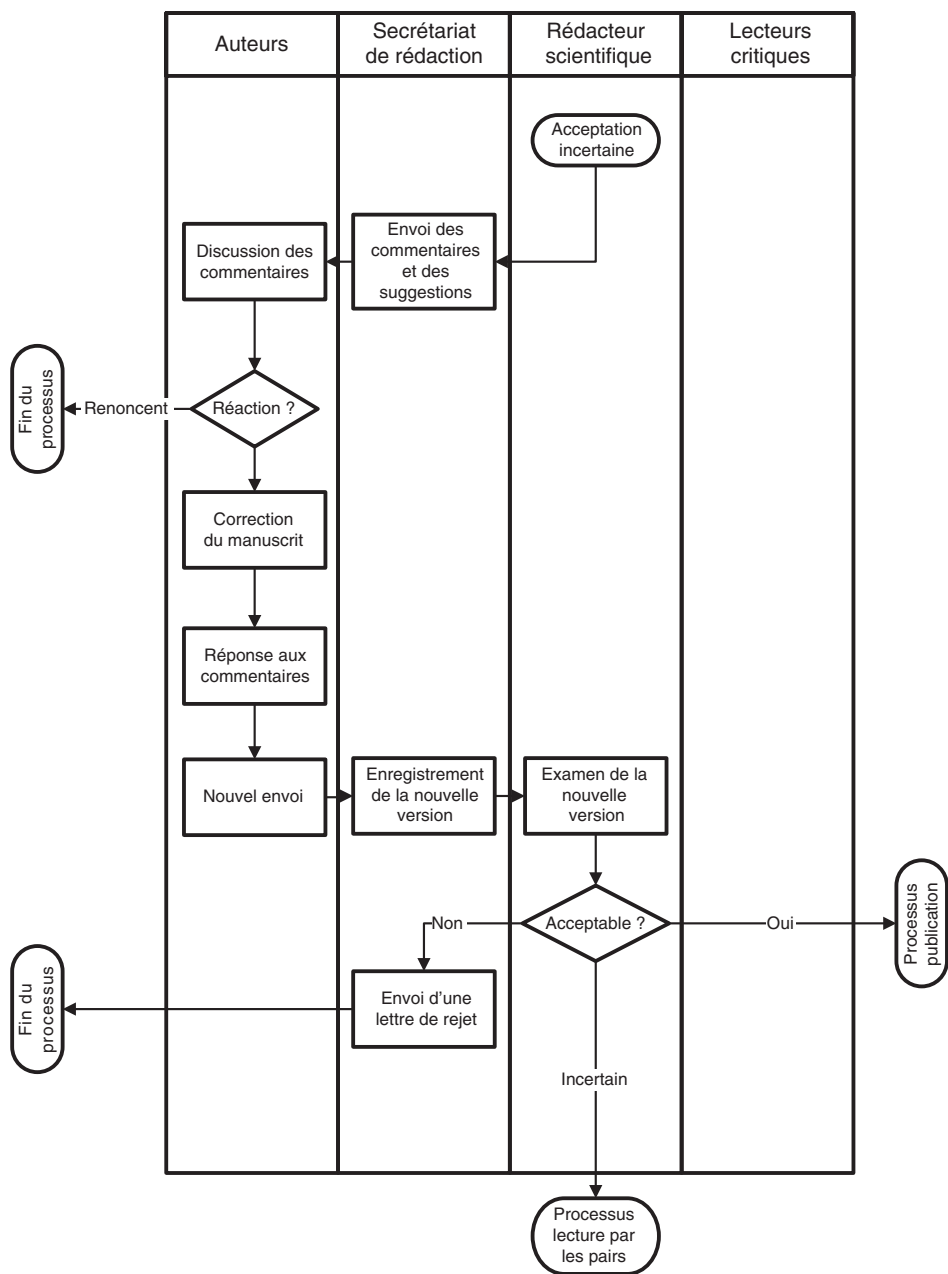 Auteurs
Secrétariat
de rédaction
Rédacteur
scientifique
Lecteurs
critiques
Acceptation
incertaine
Envoi des
commentaires
et des
suggestions
Discussion des
commentaires
Réaction ?
Renoncent
Fin du
processus
Correction
du manuscrit
Réponse aux
commentaires
Nouvel envoi
Enregistrement
de la nouvelle
version
Examen de la
nouvelle
version
Acceptable ?
Non
Oui
Processus
publication
Envoi d'une
lettre de rejet
Fin du
processus
Incertain
Processus
lecture par
les pairs